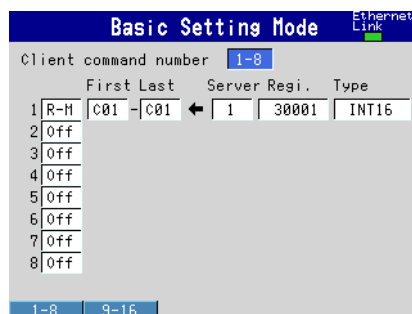 Basic Setting Mode Ethernet Link
Client command number 1-8
First Last Server Regi. Type
1 R-M C01 - C01 ← 1 30001 INT16
2 Off
3 Off
4 Off
5 Off
6 Off
7 Off
8 Off
1-8 9-16